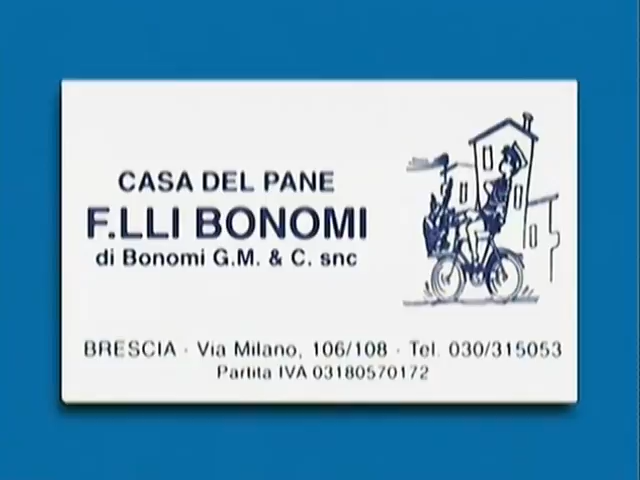 CASA DEL PANE
F.LLI BONOMI
di Bonomi G.M. & C. snc
BRESCIA - Via Milano, 106/108 - Tel. 030/315053
Partita IVA 03180570172